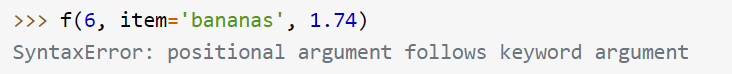 >>> f(6, item='bananas', 1.74)
SyntaxError: positional argument follows keyword argument